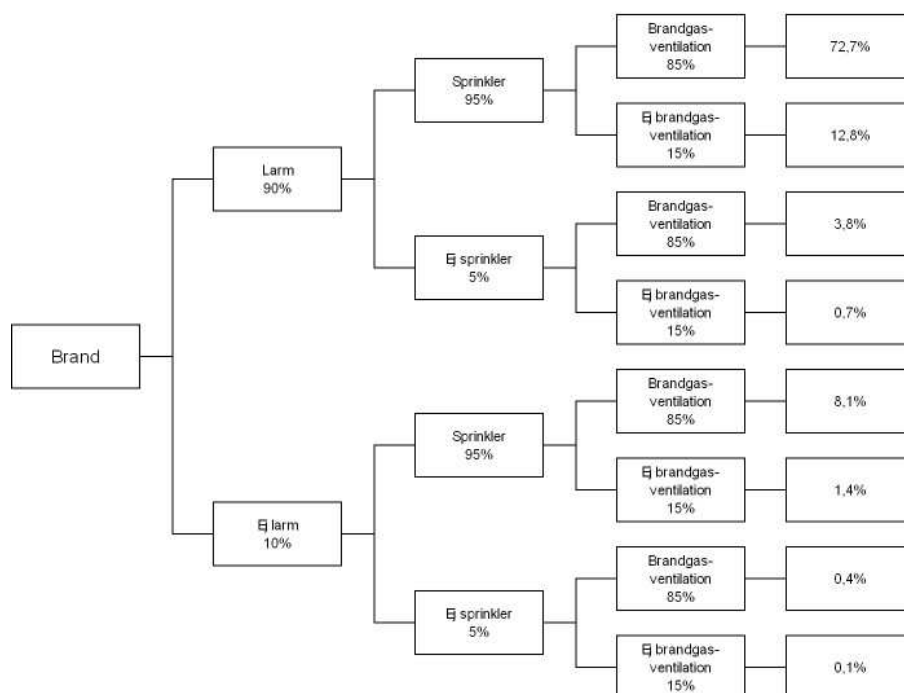 Brandgas-
ventilation
85%
72,7%
Sprinkler
95%
Ej brandgas-
ventilation
15%
12,8%
Larm
90%
Brandgas-
ventilation
85%
3,8%
Ej sprinkler
5%
Ej brandgas-
ventilation
15%
0,7%
Brand
Brandgas-
ventilation
85%
8,1%
Sprinkler
95%
Ej brandgas-
ventilation
15%
1,4%
Ej larm
10%
Brandgas-
ventilation
85%
0,4%
Ej sprinkler
5%
Ej brandgas-
ventilation
15%
0,1%